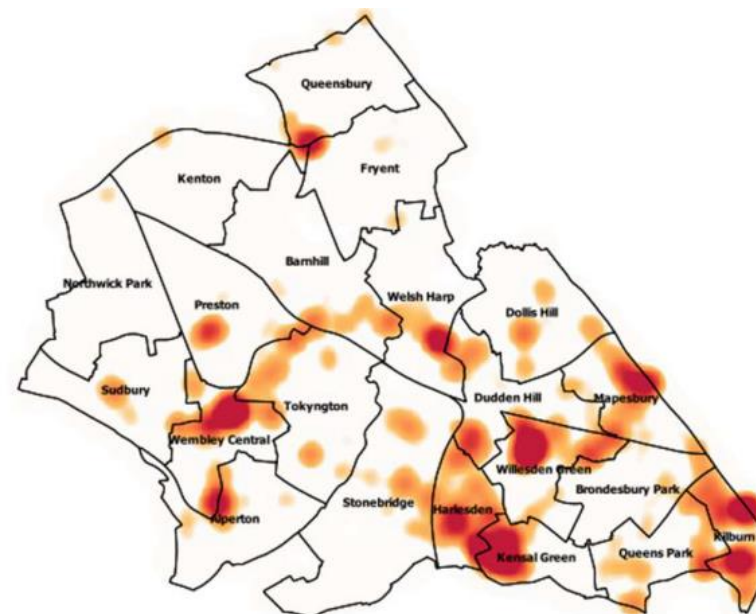 Queensbury
Fryent
Kenton
Barnhill
Northwick Park
Welsh Harp
Preston
Dollis Hill
Sudbury
Mapesbury
Dudden Hill
Tokyngton
Wembley Central
Willesden Green
Brondesbury Park
Stonebridge
Harlesden
Alperton
Kilburn
Queens Park
Kensal Green